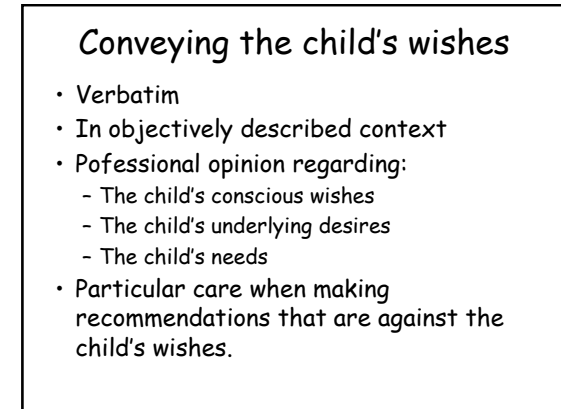 Conveying the child's wishes
• Verbatim
• In objectively described context
• Pofessional opinion regarding:
– The child's conscious wishes
– The child's underlying desires
– The child's needs
• Particular care when making
recommendations that are against the
child's wishes.